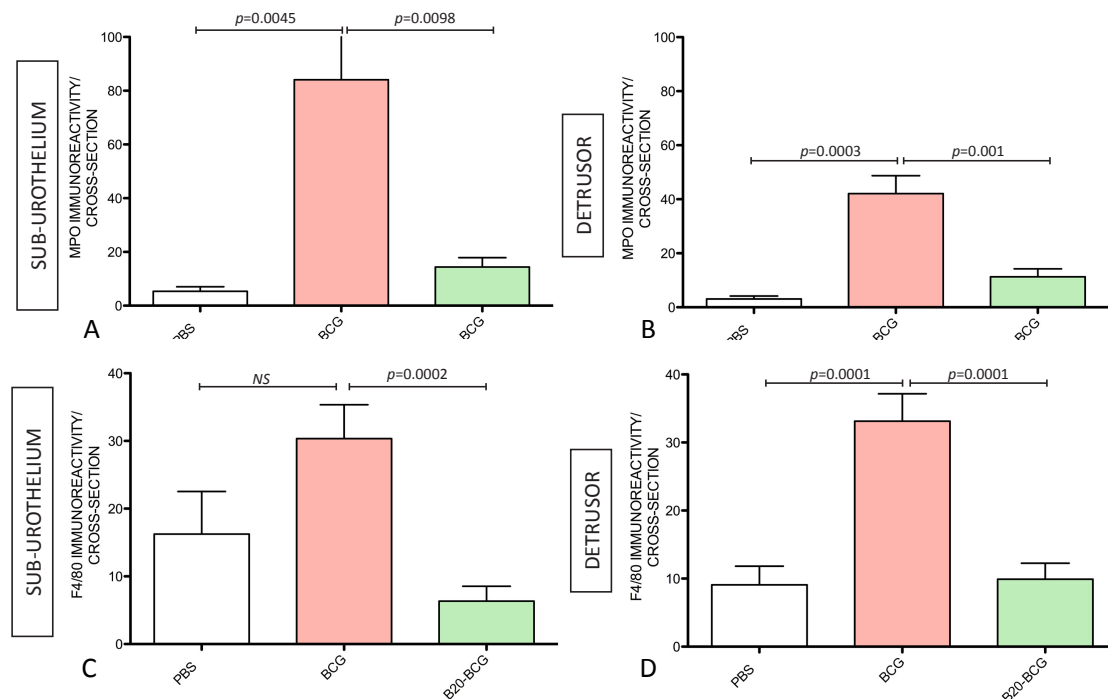 p=0.0045
p=0.0098
SUB-UROTHELIUM
MPO IMMUNOREACTIVITY/
CROSS-SECTION
100
80
60
40
20
0
BCG
BCG
A
p=0.0003
p=0.001
DETRUSOR
MPO IMMUNOREACTIVITY/
CROSS-SECTION
100
80
60
40
20
0
PBS
BCG
BCG
B
NS
p=0.0002
SUB-UROTHELIUM
F4/80 IMMUNOREACTIVITY/
CROSS-SECTION
40
30
20
10
0
PBS
BCG
B20-BCG
C
p=0.0001
p=0.0001
DETRUSOR
F4/80 IMMUNOREACTIVITY/
CROSS-SECTION
40
30
20
10
0
PBS
BCG
B20-BCG
D